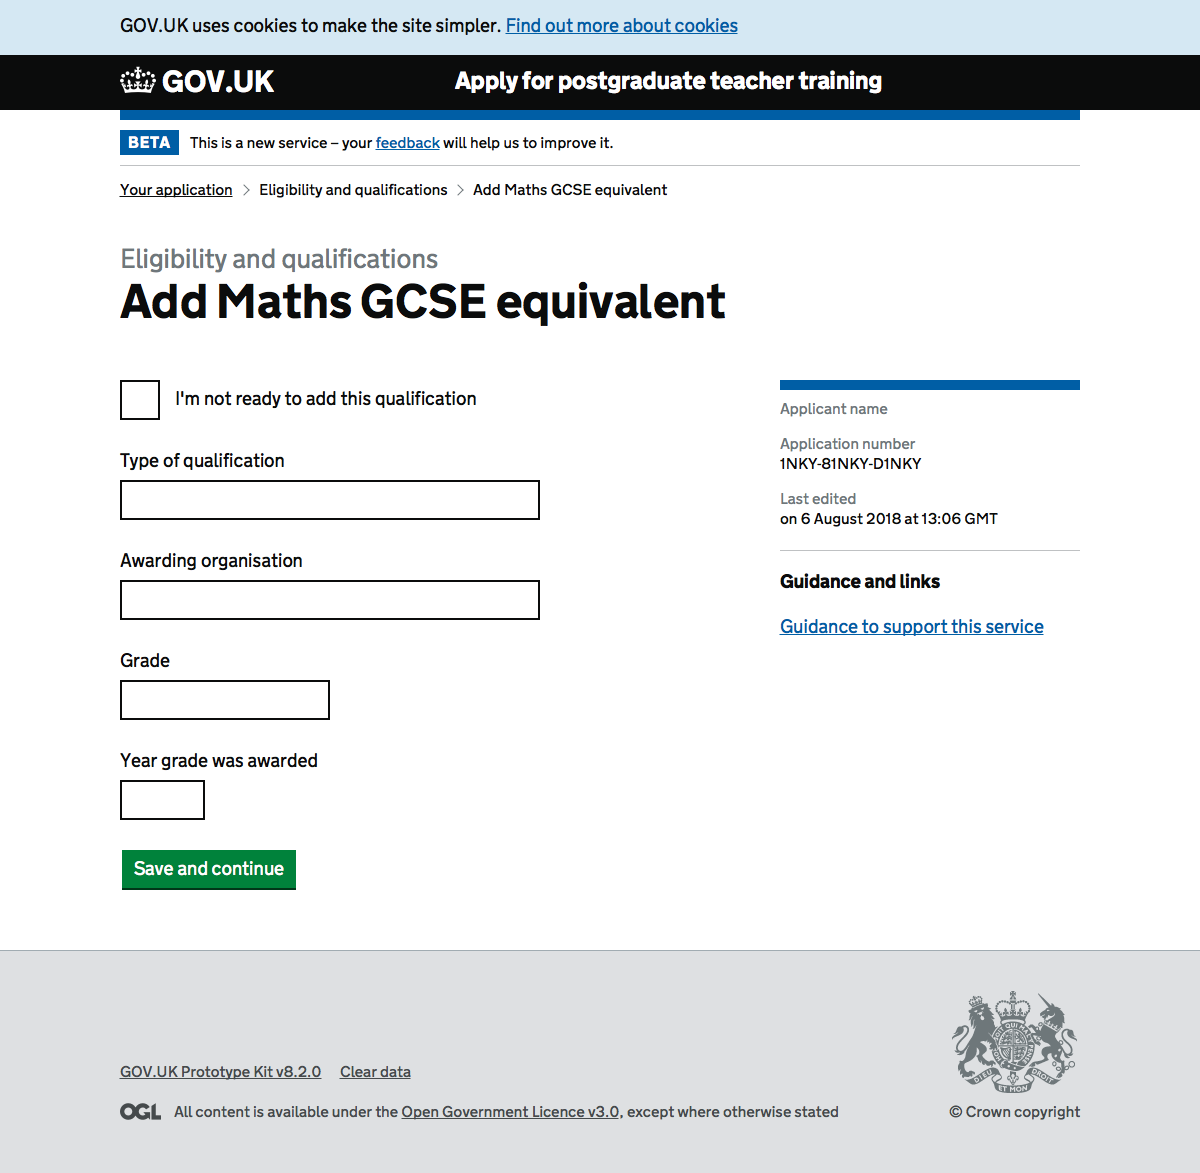 GOV.UK uses cookies to make the site simpler. Find out more about cookies
GOV.UK Apply for postgraduate teacher training
BETA This is a new service – your feedback will help us to improve it.
Your application > Eligibility and qualifications > Add Maths GCSE equivalent
Eligibility and qualifications
Add Maths GCSE equivalent
I'm not ready to add this qualification
Type of qualification
Awarding organisation
Grade
Year grade was awarded
Save and continue
Applicant name
Application number
1NKY-81NKY-D1NKY
Last edited
on 6 August 2018 at 13:06 GMT
Guidance and links
Guidance to support this service
GOV.UK Prototype Kit v8.2.0 Clear data
OGL All content is available under the Open Government Licence v3.0, except where otherwise stated
DIEU ET MON DROIT
© Crown copyright